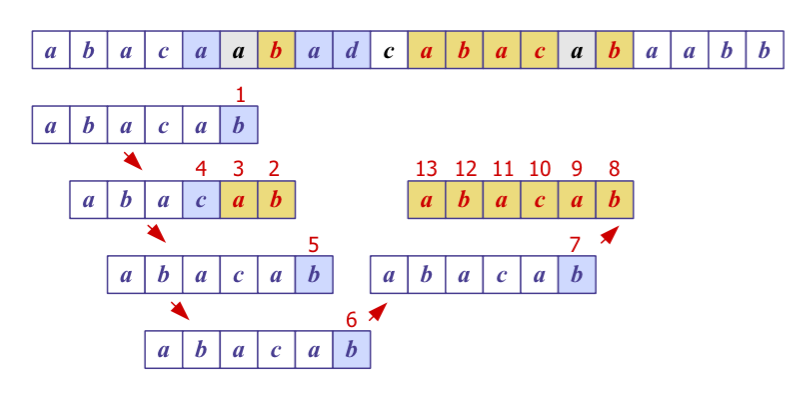 a b a c a a b a d c a b a c a b a a b b
1
a b a c a b
4 3 2 13 12 11 10 9 8
a b a c a b a b a c a b
5 7
a b a c a b a b a c a b
6
a b a c a b